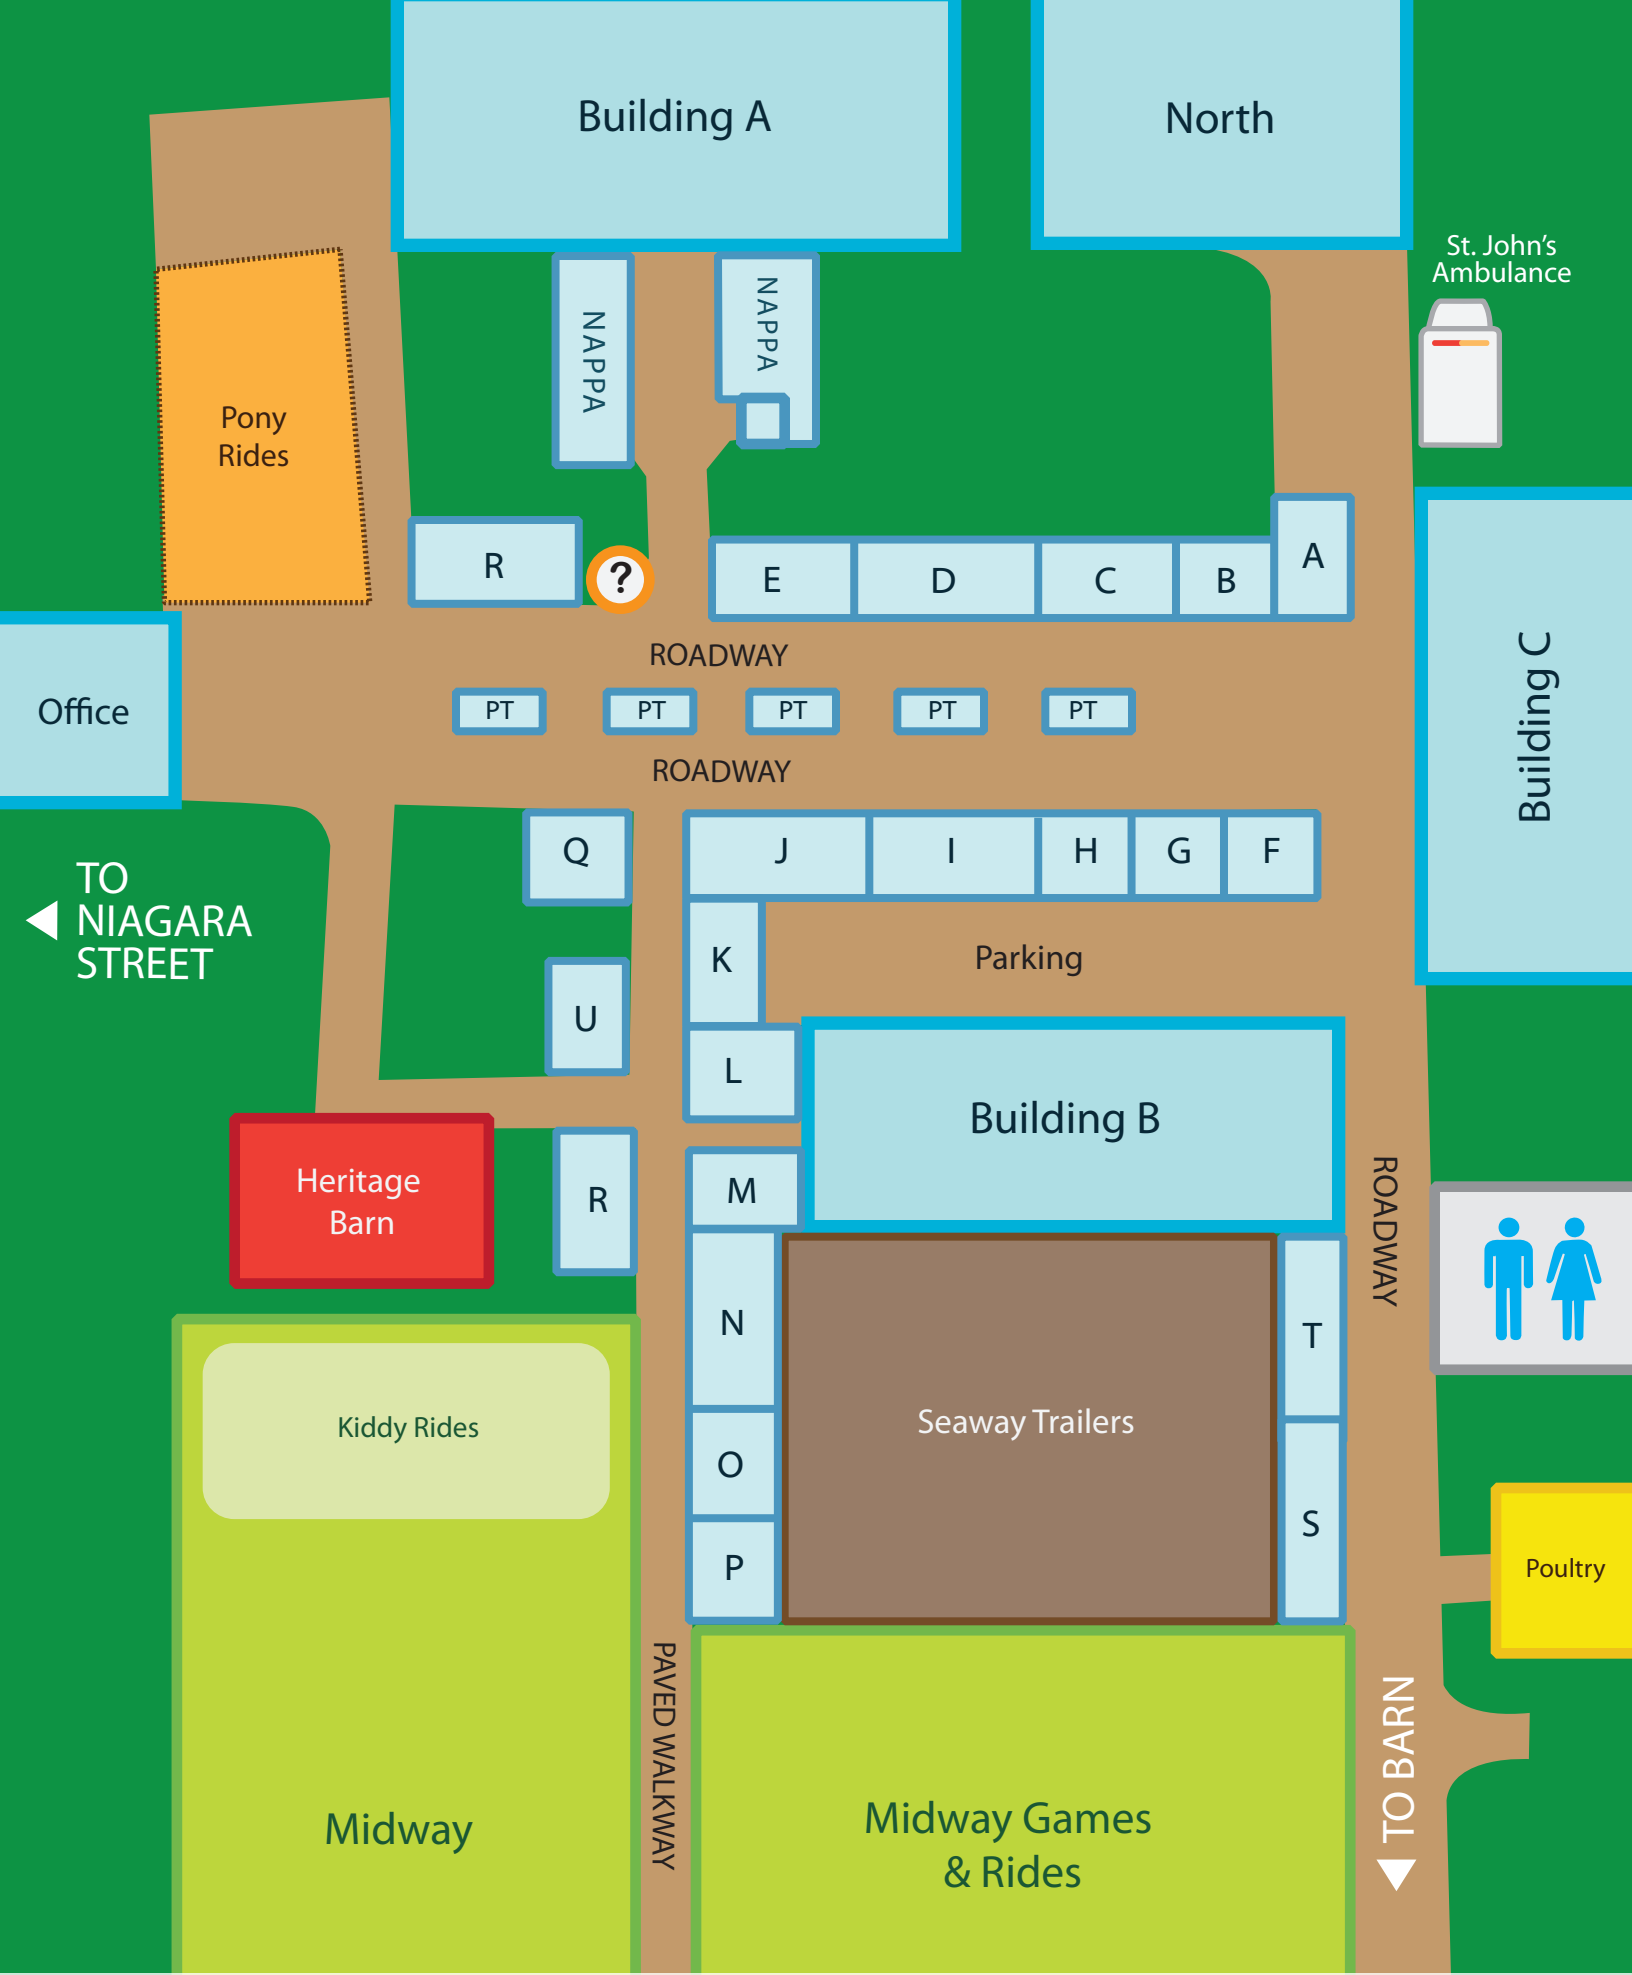 Building A
North
St. John's
Ambulance
NAPPA
NAPPA
Pony
Rides
R
?
E
D
C
B
A
ROADWAY
Office
PT
PT
PT
PT
PT
Building C
ROADWAY
Q
J
I
H
G
F
TO
NIAGARA
STREET
K
Parking
U
L
Building B
Heritage
Barn
R
M
ROADWAY
N
T
Kiddy Rides
Seaway Trailers
O
S
P
Poultry
PAVED WALKWAY
TO BARN
Midway
Midway Games
& Rides